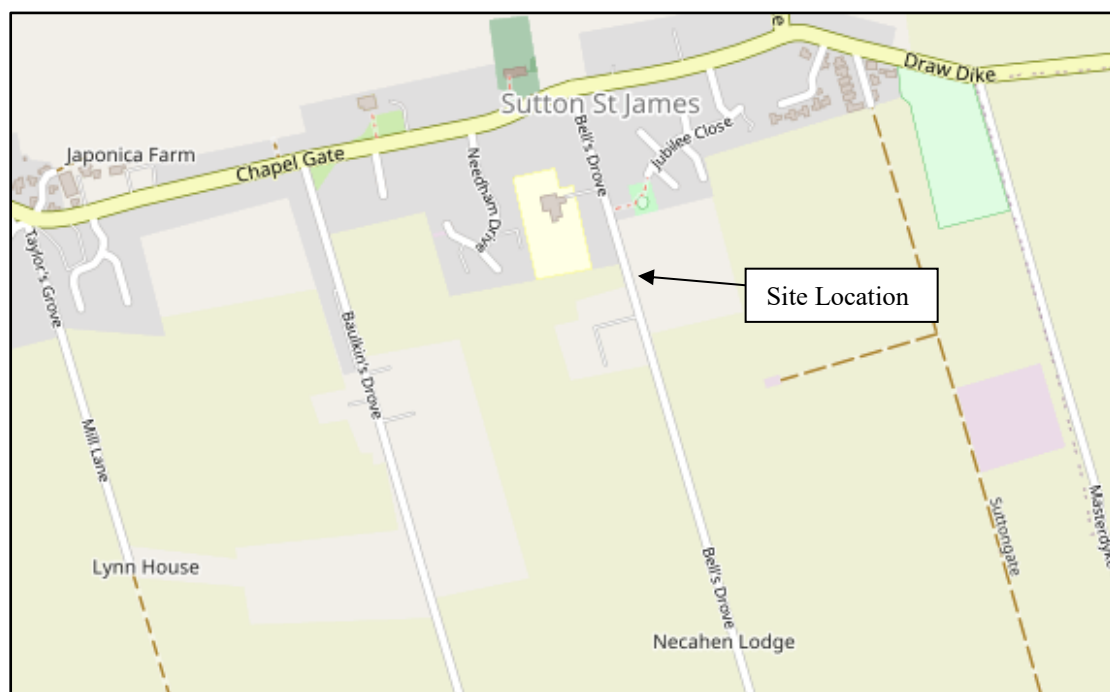 Draw Dike
Sutton St James
Bell's Drove
Jubilee Close
Japonica Farm
Chapel Gate
Needham Drive
Taylor's Grove
Site Location
Baulkin's Drove
Mill Lane
Suttongate
Masterdyke
Lynn House
Bell's Drove
Necahen Lodge